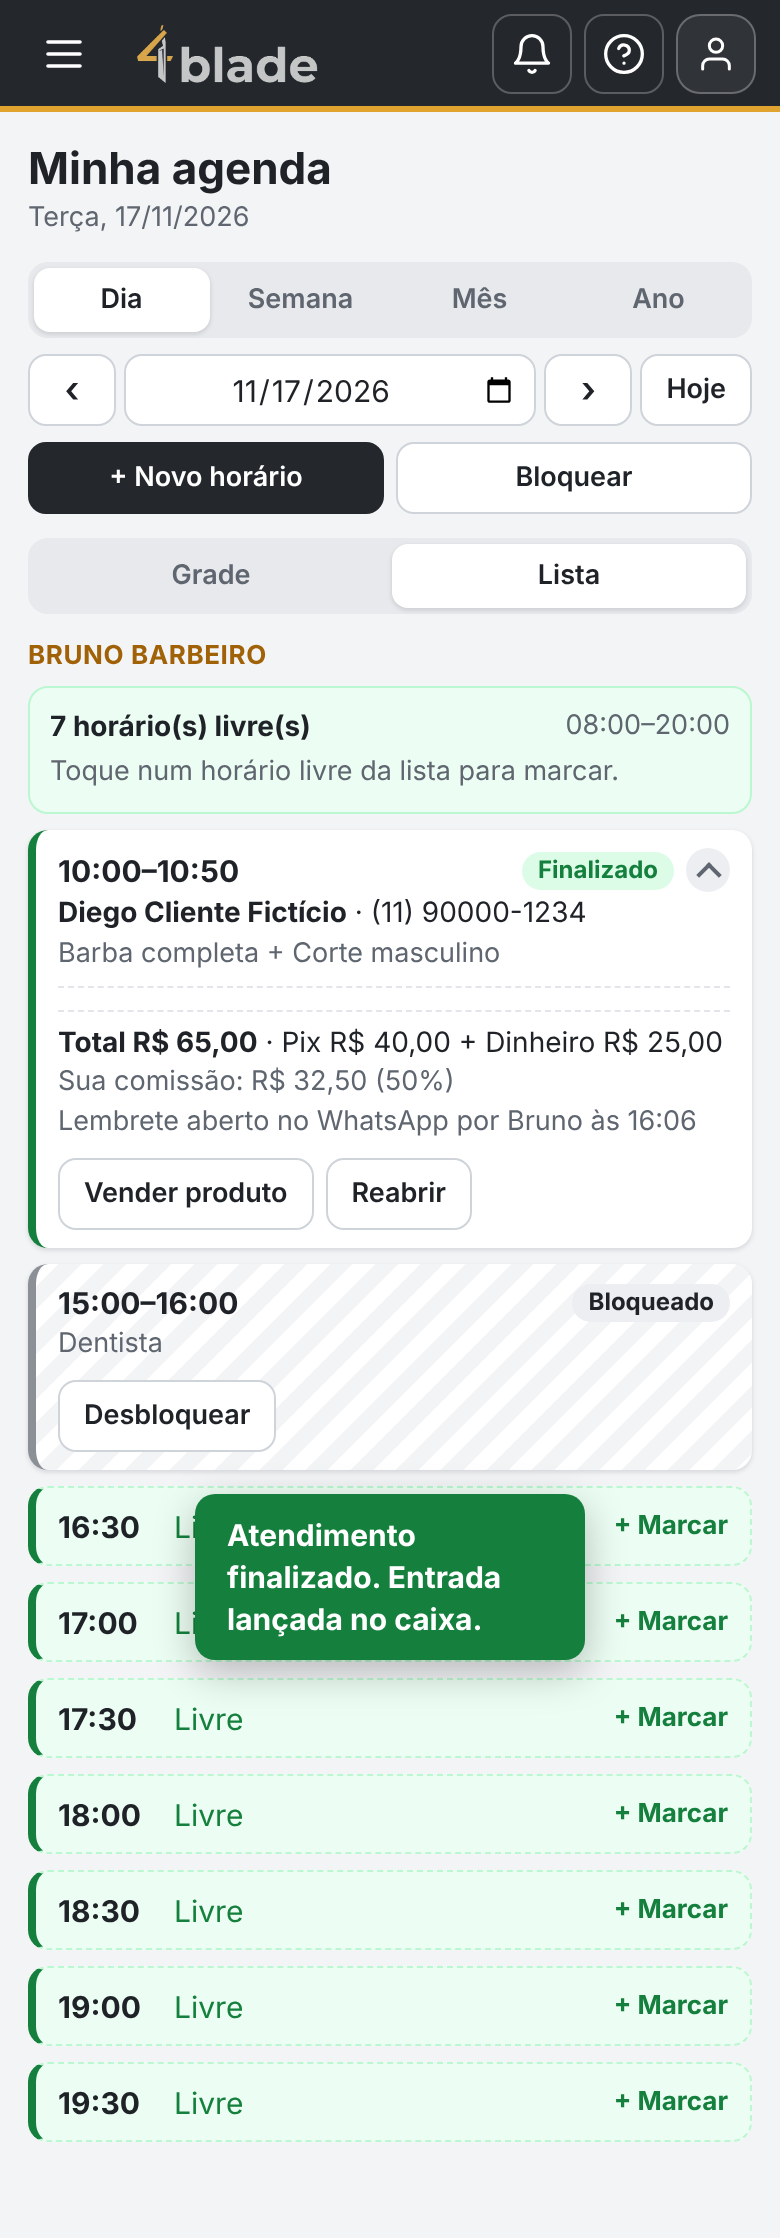 4blade
Minha agenda
Terça, 17/11/2026
Dia Semana Mês Ano
‹ 11/17/2026 › Hoje
+ Novo horário Bloquear
Grade Lista
BRUNO BARBEIRO
7 horário(s) livre(s) 08:00–20:00
Toque num horário livre da lista para marcar.
10:00–10:50 Finalizado
Diego Cliente Fictício · (11) 90000-1234
Barba completa + Corte masculino
Total R$ 65,00 · Pix R$ 40,00 + Dinheiro R$ 25,00
Sua comissão: R$ 32,50 (50%)
Lembrete aberto no WhatsApp por Bruno às 16:06
Vender produto Reabrir
15:00–16:00 Bloqueado
Dentista
Desbloquear
16:30 + Marcar
17:00 + Marcar
Atendimento
finalizado. Entrada
lançada no caixa.
17:30 Livre + Marcar
18:00 Livre + Marcar
18:30 Livre + Marcar
19:00 Livre + Marcar
19:30 Livre + Marcar